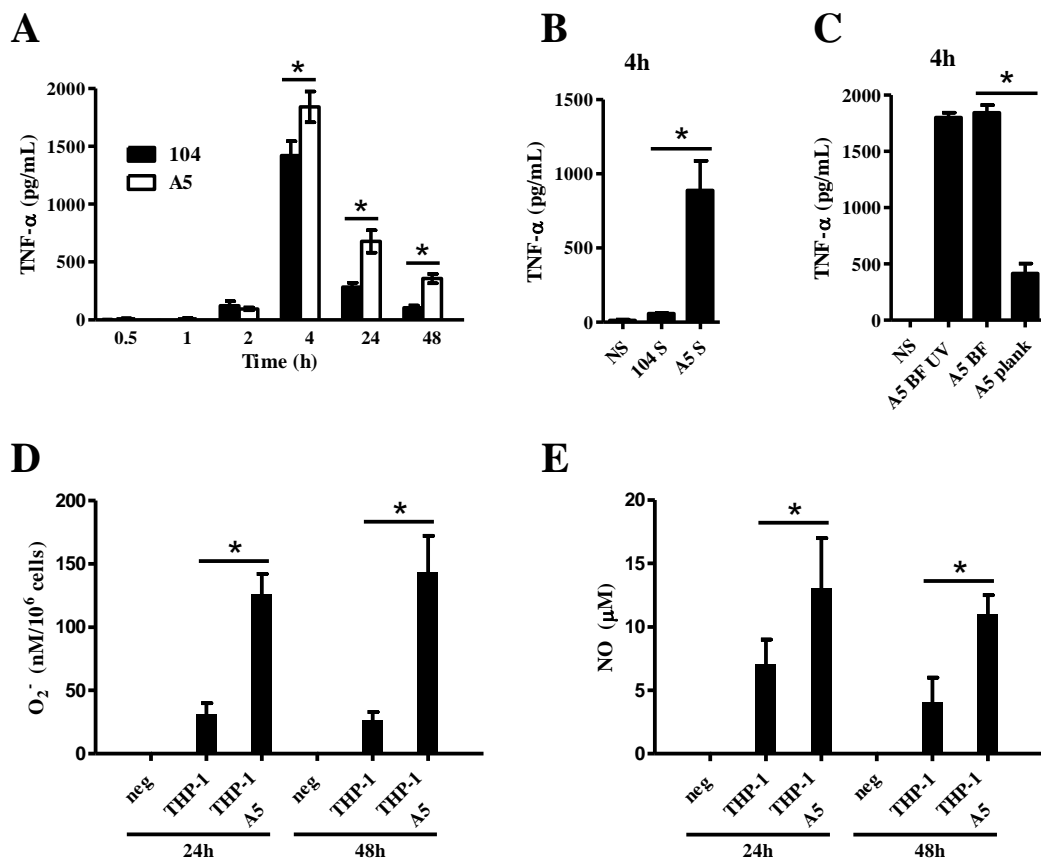 A
TNF-α (pg/mL)
2000
1500
1000
500
0
*
*
*
104
A5
0.5 1 2 4 24 48
Time (h)
B
4h
TNF-α (pg/mL)
1500
1000
500
0
*
NS 104 S A5 S
C
4h
TNF-α (pg/mL)
2000
1500
1000
500
0
*
NS A5 BF UV A5 BF A5 plank
D
O₂⁻ (nM/10⁶ cells)
200
150
100
50
0
*
*
neg THP-1 THP-1 A5 neg THP-1 THP-1 A5
24h 48h
E
NO (μM)
20
15
10
5
0
*
*
neg THP-1 THP-1 A5 neg THP-1 THP-1 A5
24h 48h